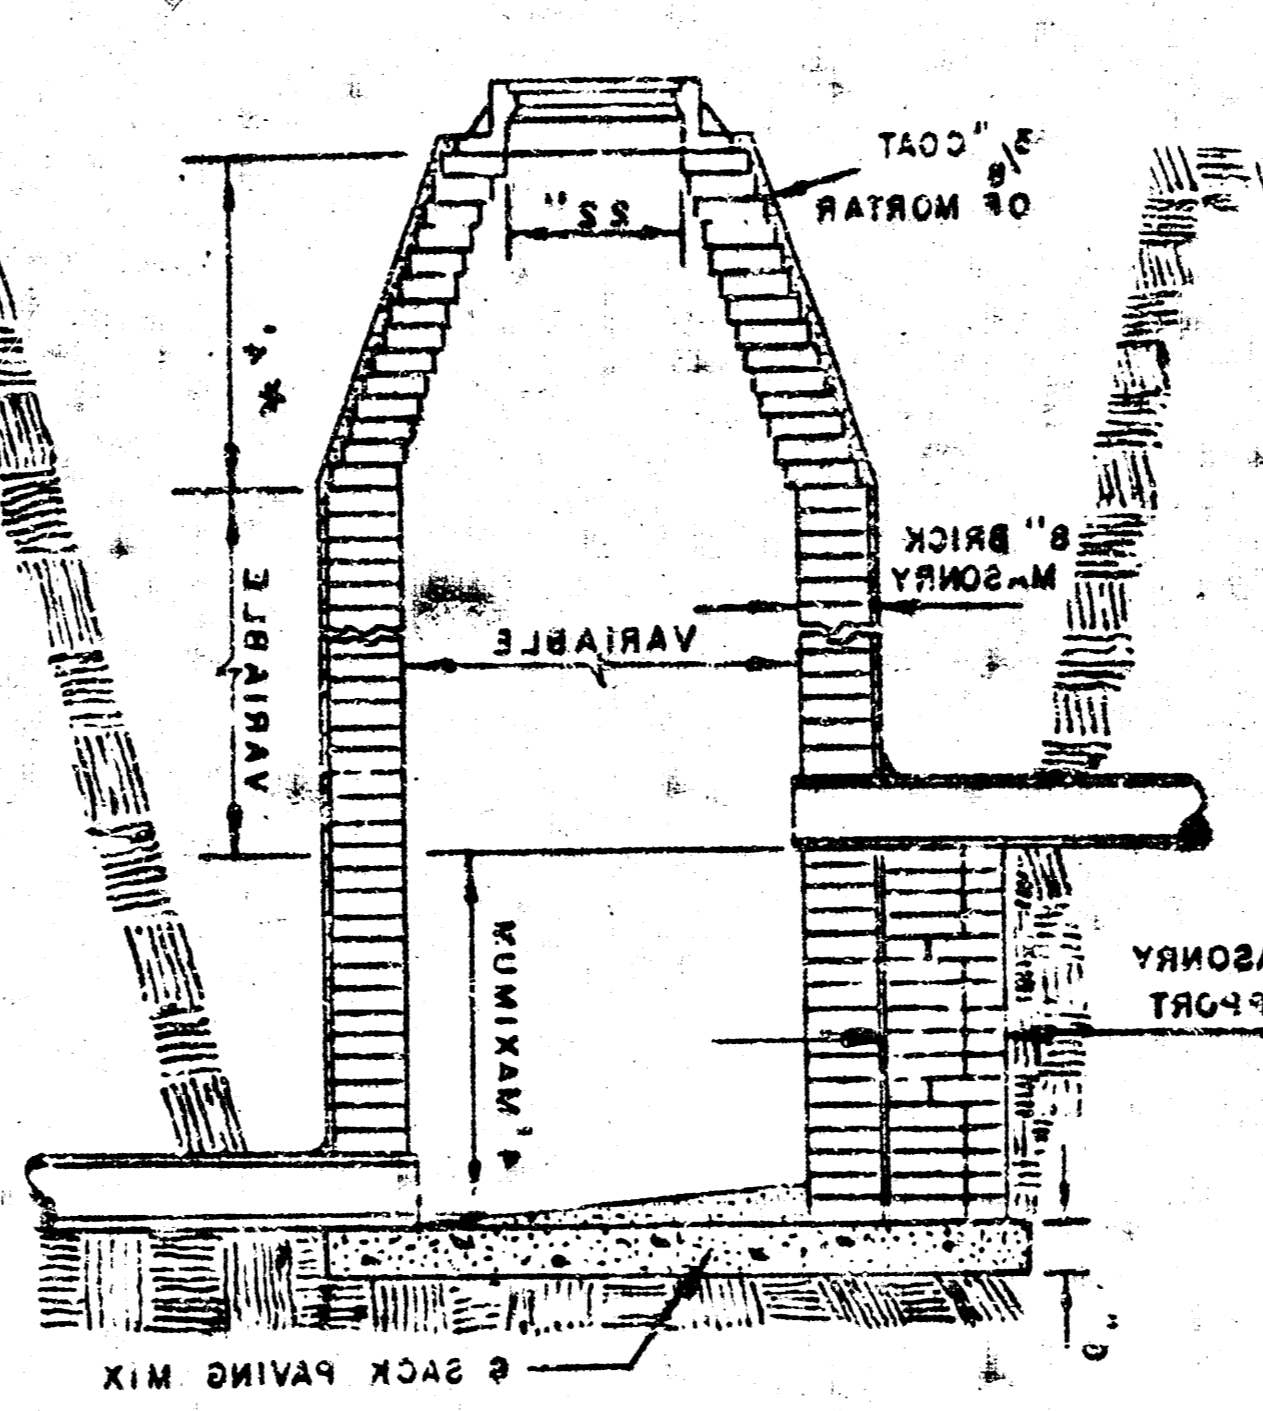 3/8" COAT
OF MORTAR
22"
* 4'
8" BRICK
MASONRY
VARIABLE
VARIABLE
4' MAXIMUM
ASONRY
PPORT
6 SACK PAVING MIX